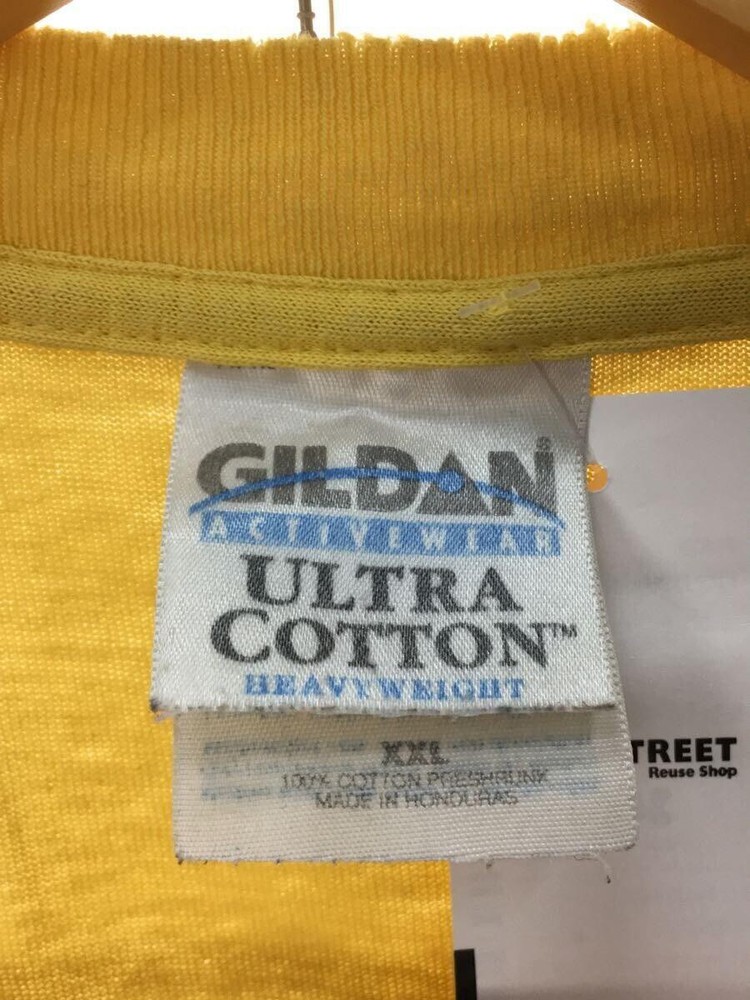 GILDAN®
ACTIVEWEAR
ULTRA
COTTON™
HEAVYWEIGHT
XXL
100% COTTON PRESHRUNK
MADE IN HONDURAS
TREET
Reuse Shop